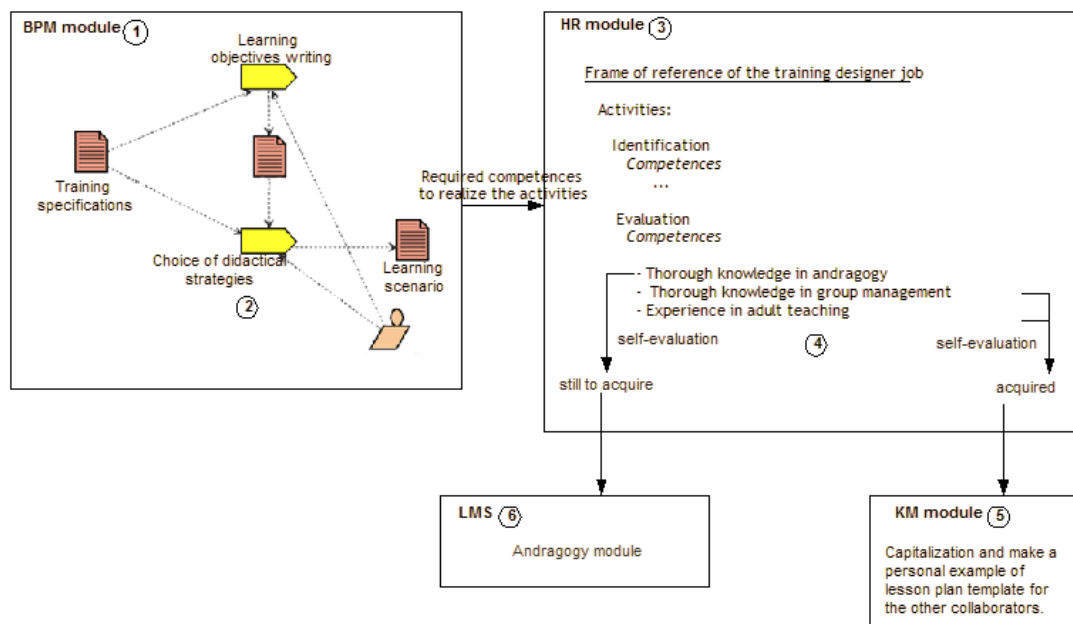 BPM module 1
Learning
objectives writing
Training
specifications
Choice of didactical
strategies
2
Learning
scenario
Required competences
to realize the activities
HR module 3
Frame of reference of the training designer job
Activities:
Identification
Competences
...
Evaluation
Competences
- Thorough knowledge in andragogy
- Thorough knowledge in group management
- Experience in adult teaching
self-evaluation
4
self-evaluation
still to acquire
acquired
LMS 6
Andragogy module
KM module 5
Capitalization and make a
personal example of
lesson plan template for
the other collaborators.